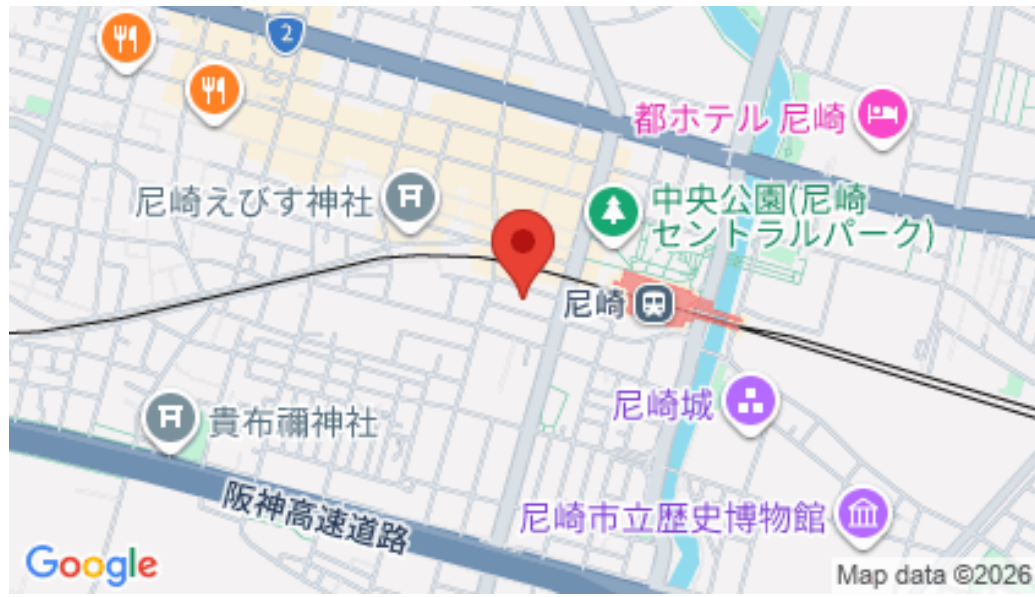 2
都ホテル 尼崎
尼崎えびす神社
中央公園(尼崎
セントラルパーク)
尼崎
尼崎城
貴布禰神社
阪神高速道路
尼崎市立歴史博物館
Google
Map data ©2026